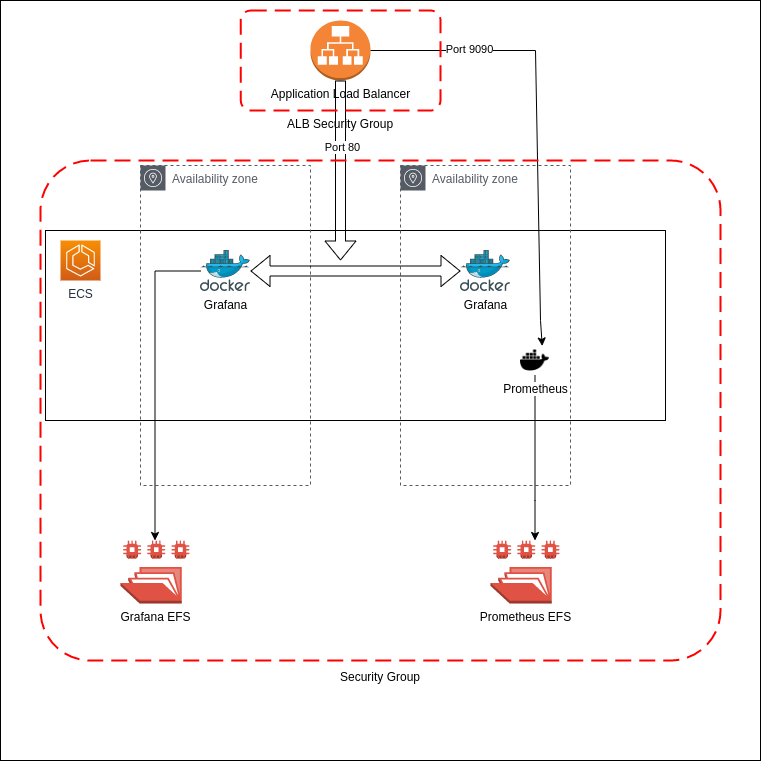 Port 9090
Application Load Balancer
ALB Security Group
Port 80
Availability zone
Availability zone
ECS
docker
Grafana
docker
Grafana
Prometheus
Grafana EFS
Prometheus EFS
Security Group